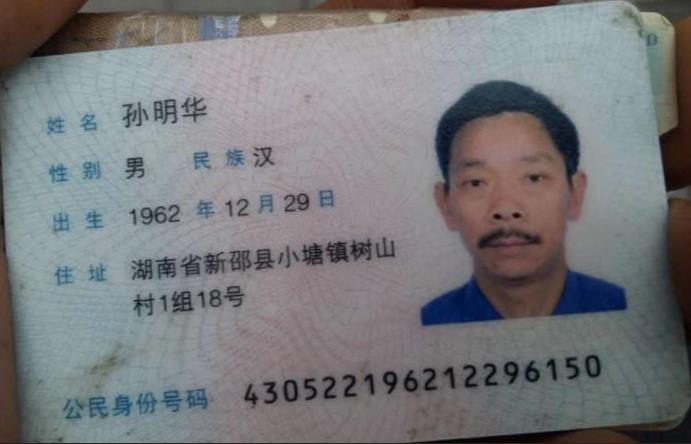 姓名 孙明华
性别 男 民族 汉
出生 1962 年 12 月 29 日
住址 湖南省新邵县小塘镇树山
村1组18号
公民身份号码 430522196212296150